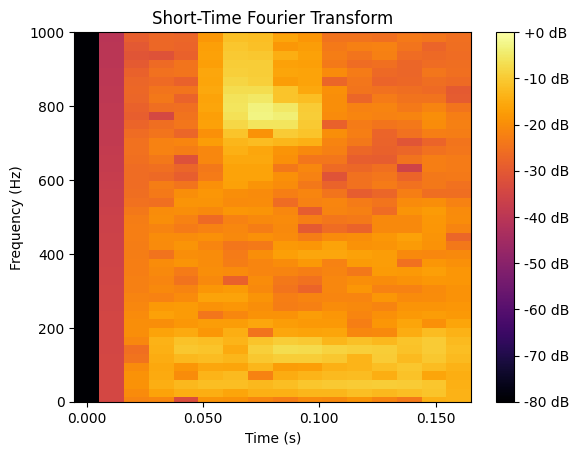 Short-Time Fourier Transform
1000
800
600
400
200
0
Frequency (Hz)
0.000
0.050
0.100
0.150
Time (s)
+0 dB
-10 dB
-20 dB
-30 dB
-40 dB
-50 dB
-60 dB
-70 dB
-80 dB